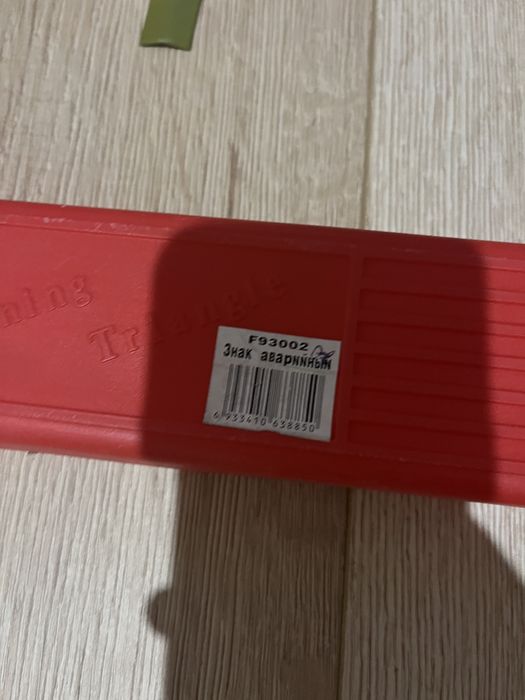 ning
Triangle
F93002
Знак аварийный
6 933410 638850